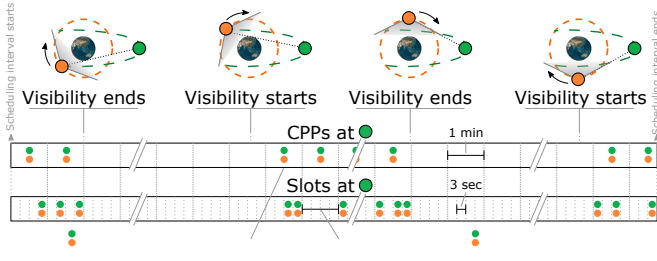 Scheduling interval starts
Visibility ends
Visibility starts
Visibility ends
Visibility starts
Scheduling interval ends
CPPs at
1 min
Slots at
3 sec